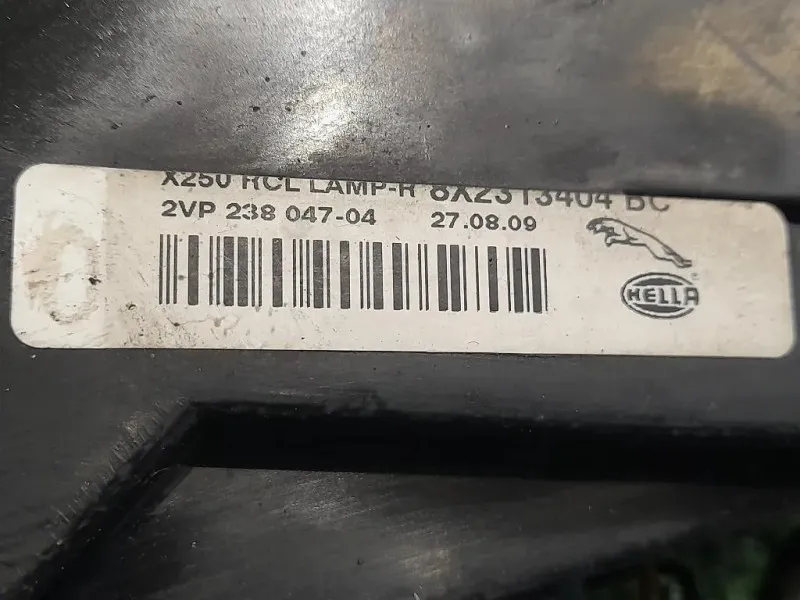 X250 RCL LAMP-R 8X2313404 BC
2VP 238 047-04 27.08.09
HELLA